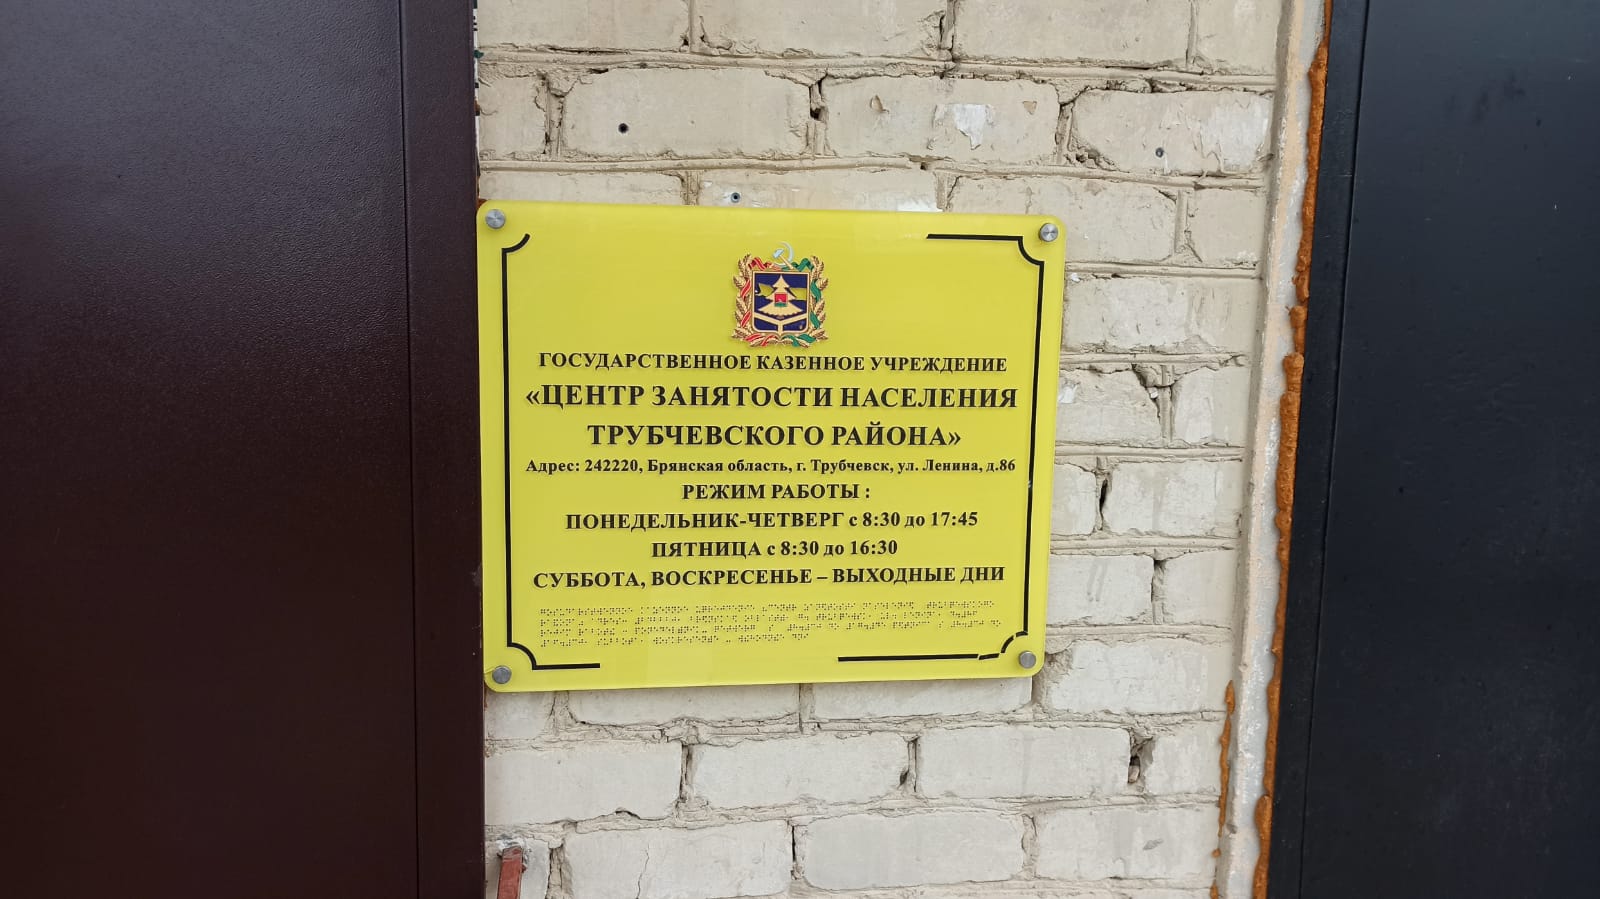 ГОСУДАРСТВЕННОЕ КАЗЕННОЕ УЧРЕЖДЕНИЕ
«ЦЕНТР ЗАНЯТОСТИ НАСЕЛЕНИЯ
ТРУБЧЕВСКОГО РАЙОНА»
Адрес: 242220, Брянская область, г. Трубчевск, ул. Ленина, д.86
РЕЖИМ РАБОТЫ :
ПОНЕДЕЛЬНИК-ЧЕТВЕРГ с 8:30 до 17:45
ПЯТНИЦА с 8:30 до 16:30
СУББОТА, ВОСКРЕСЕНЬЕ – ВЫХОДНЫЕ ДНИ